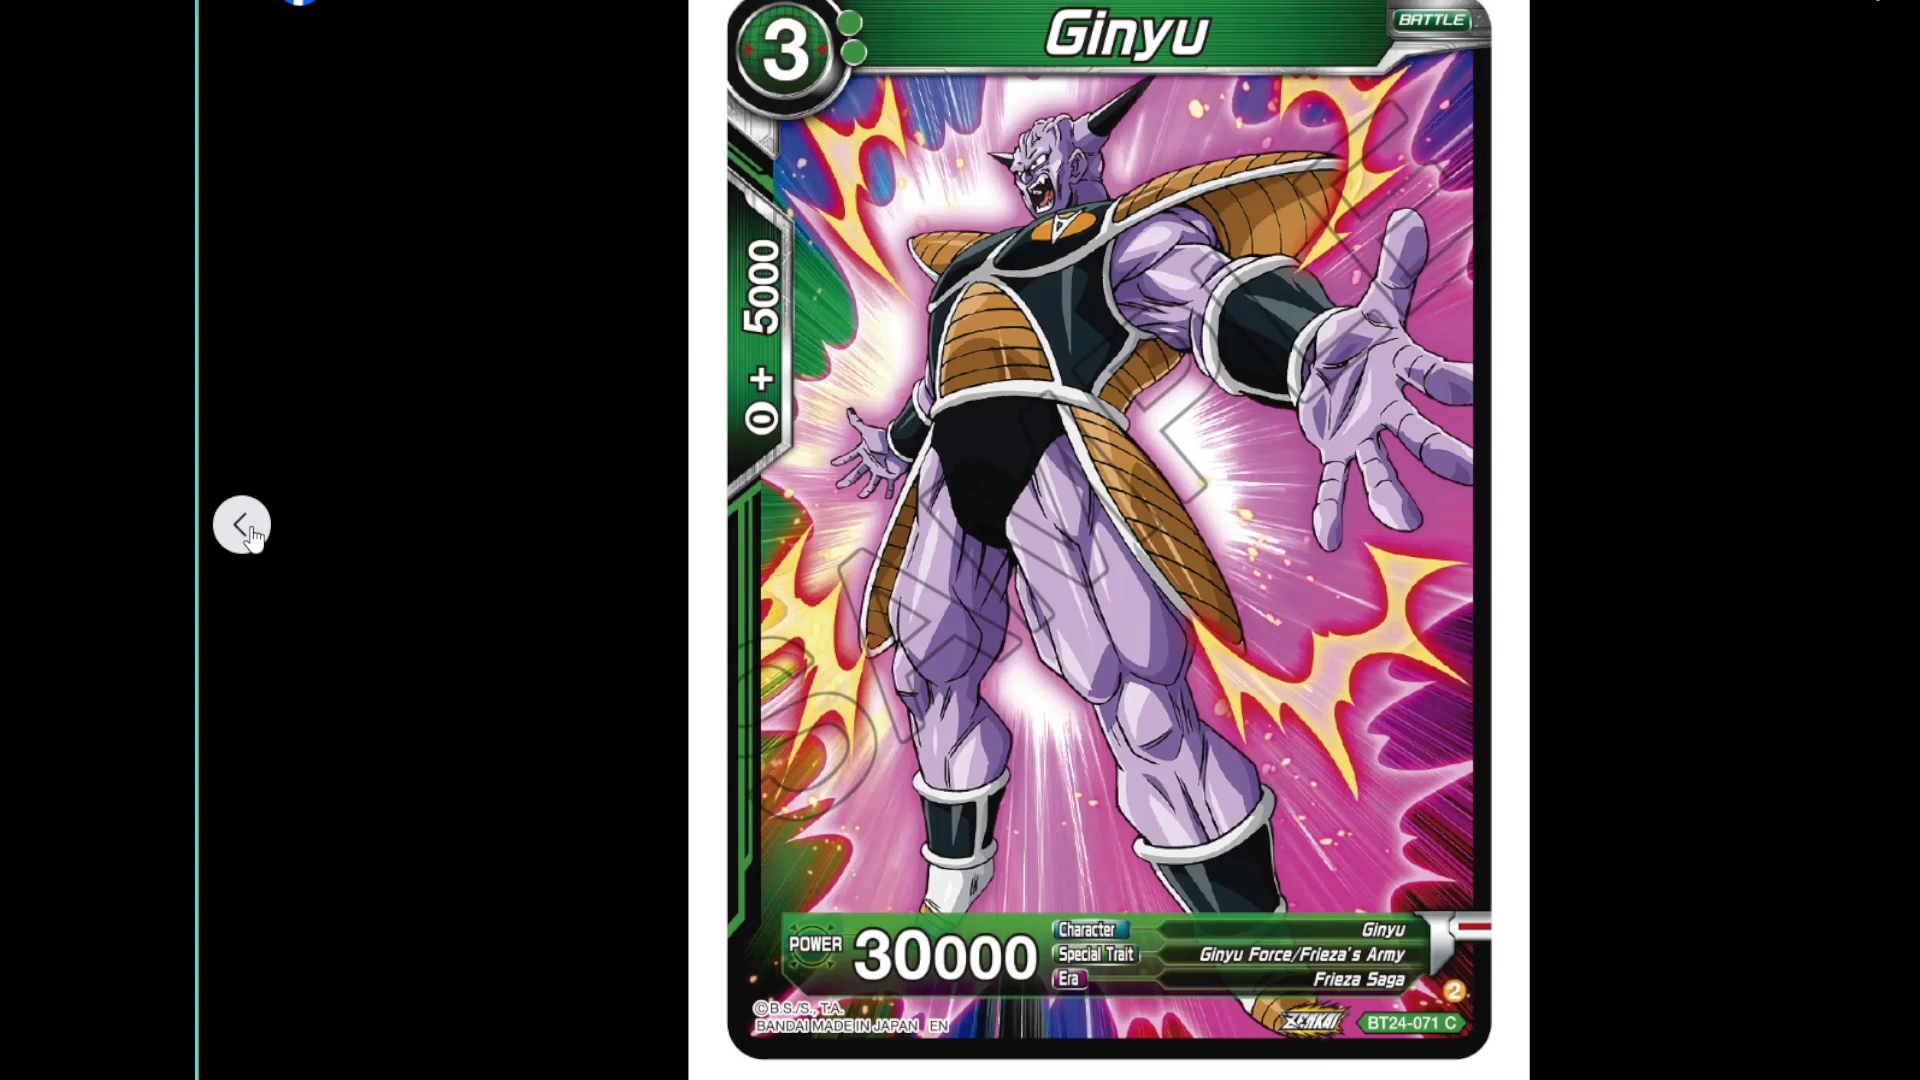 3
Ginyu
BATTLE
0 + 5000
SAMPLE
POWER
30000
Character
Ginyu
Special Trait
Ginyu Force/Frieza's Army
Era
Frieza Saga
2
©B.S./S., T.A.
BANDAI MADE IN JAPAN EN
ZENKAI
BT24-071 C